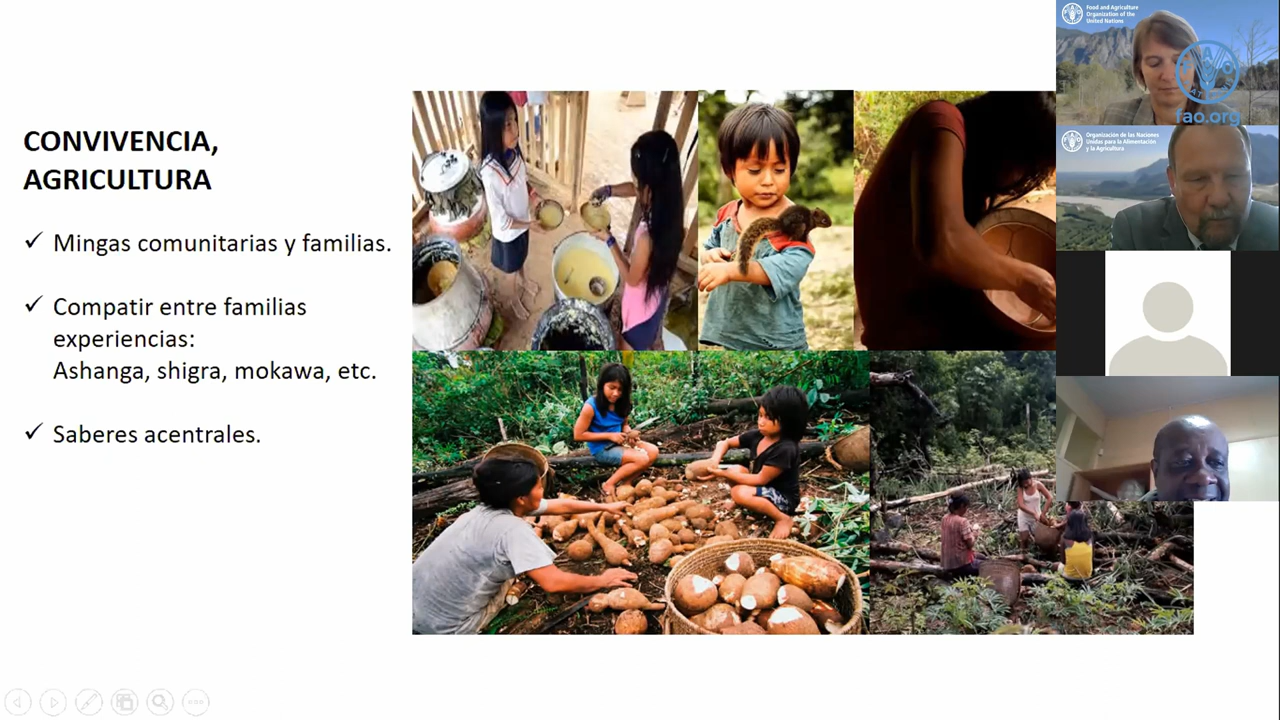 CONVIVENCIA,
AGRICULTURA
Mingas comunitarias y familias.
Compatir entre familias
experiencias:
Ashanga, shigra, mokawa, etc.
Saberes acentrales.
Food and Agriculture
Organization of the
United Nations
fao.org
Organización de las Naciones
Unidas para la Alimentación
y la Agricultura